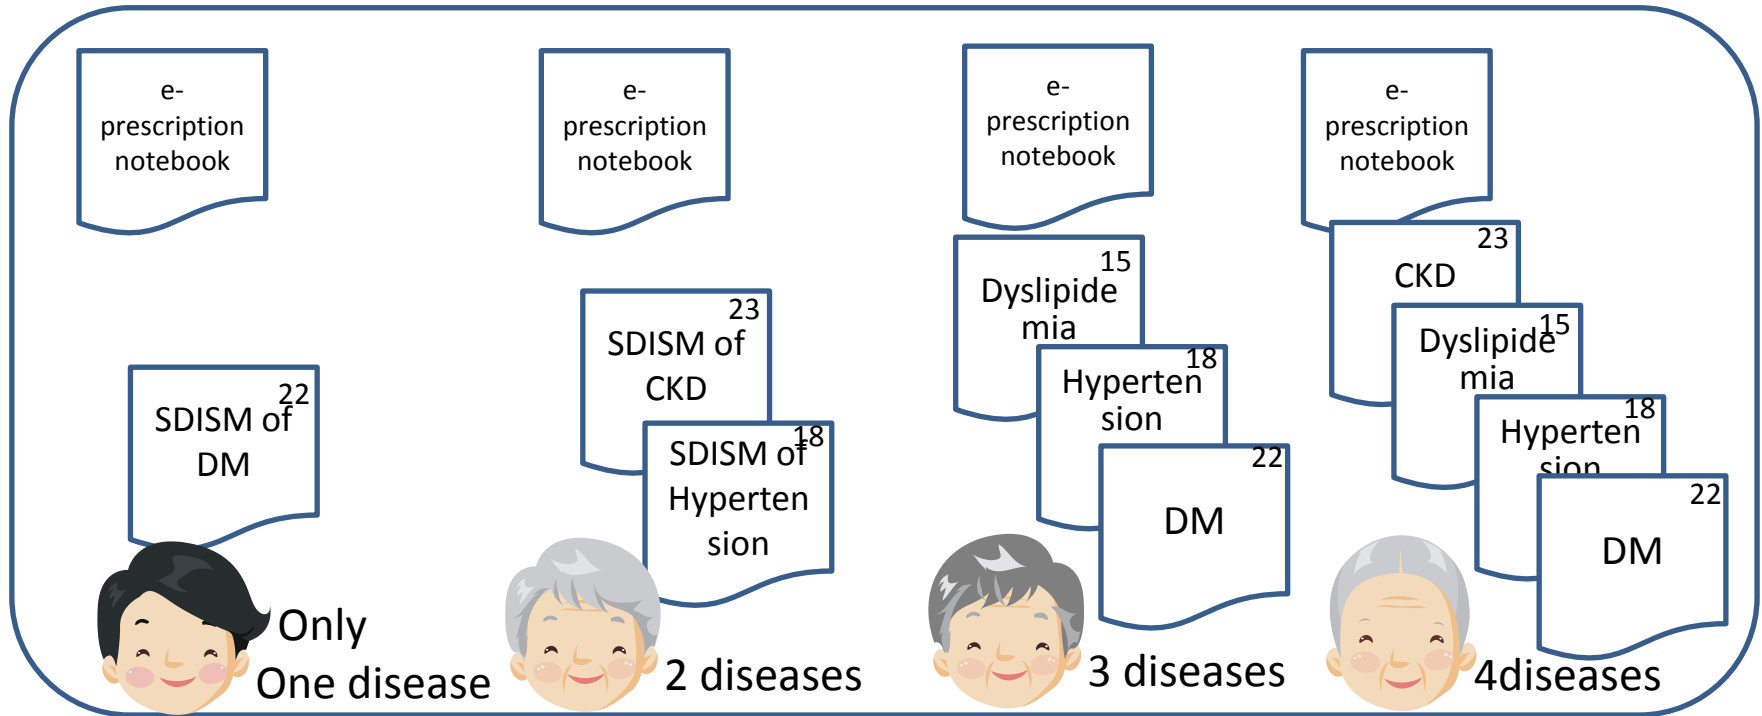 e-
prescription
notebook
22
SDISM of
DM
Only
One disease
e-
prescription
notebook
23
SDISM of
CKD
18
SDISM of
Hyperten
sion
2 diseases
e-
prescription
notebook
15
Dyslipide
mia
18
Hyperten
sion
22
DM
3 diseases
e-
prescription
notebook
23
CKD
15
Dyslipide
mia
18
Hyperten
sion
22
DM
4diseases